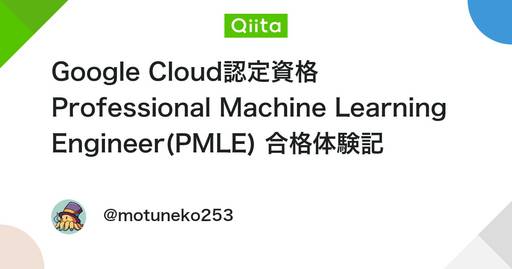 Qiita
Google Cloud認定資格
Professional Machine Learning
Engineer(PMLE) 合格体験記
@motuneko253